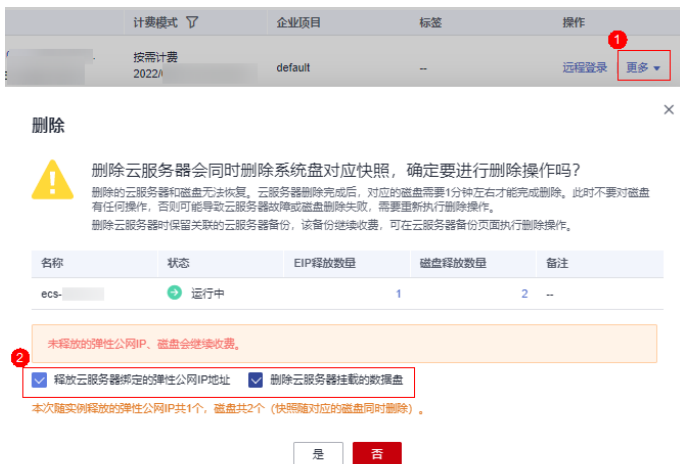 计费模式 企业项目 标签 操作
1
按需计费
2022/ default -- 远程登录 更多
删除
删除云服务器会同时删除系统盘对应快照，确定要进行删除操作吗？
删除的云服务器和磁盘无法恢复。云服务器删除完成后，对应的磁盘需要1分钟左右才能完成删除。此时不要对磁盘
有任何操作，否则可能导致云服务器故障或磁盘删除失败，需要重新执行删除操作。
删除云服务器时保留关联的云服务器备份，该备份继续收费，可在云服务器备份页面执行删除操作。
名称 状态 EIP释放数量 磁盘释放数量 备注
ecs- 运行中 1 2 --
未释放的弹性公网IP、磁盘会继续收费。
2
释放云服务器绑定的弹性公网IP地址 删除云服务器挂载的数据盘
本次随实例释放的弹性公网IP共1个，磁盘共2个（快照随对应的磁盘同时删除）。
是 否